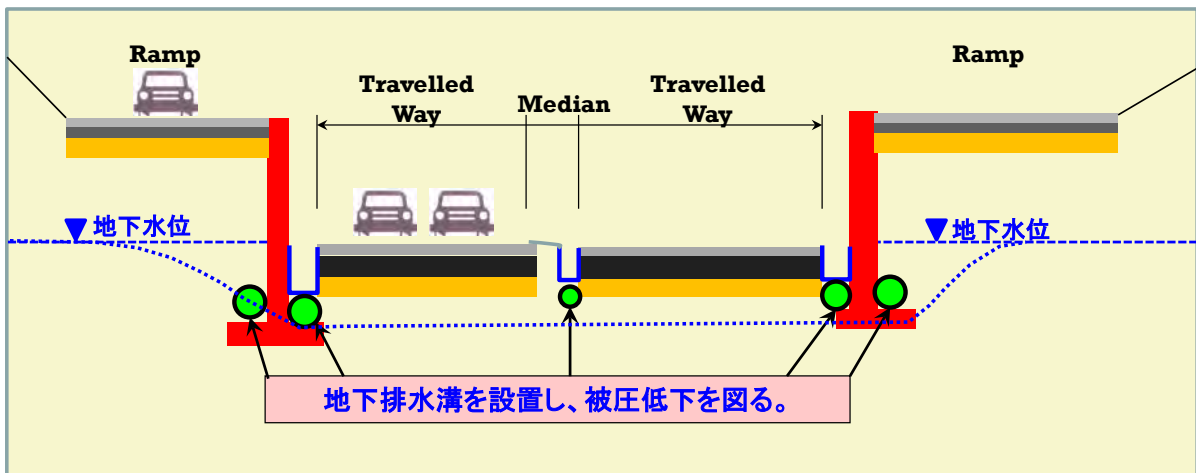 Ramp
Ramp
Travelled
Way
Median
Travelled
Way
地下水位
地下水位
地下排水溝を設置し、被圧低下を図る。